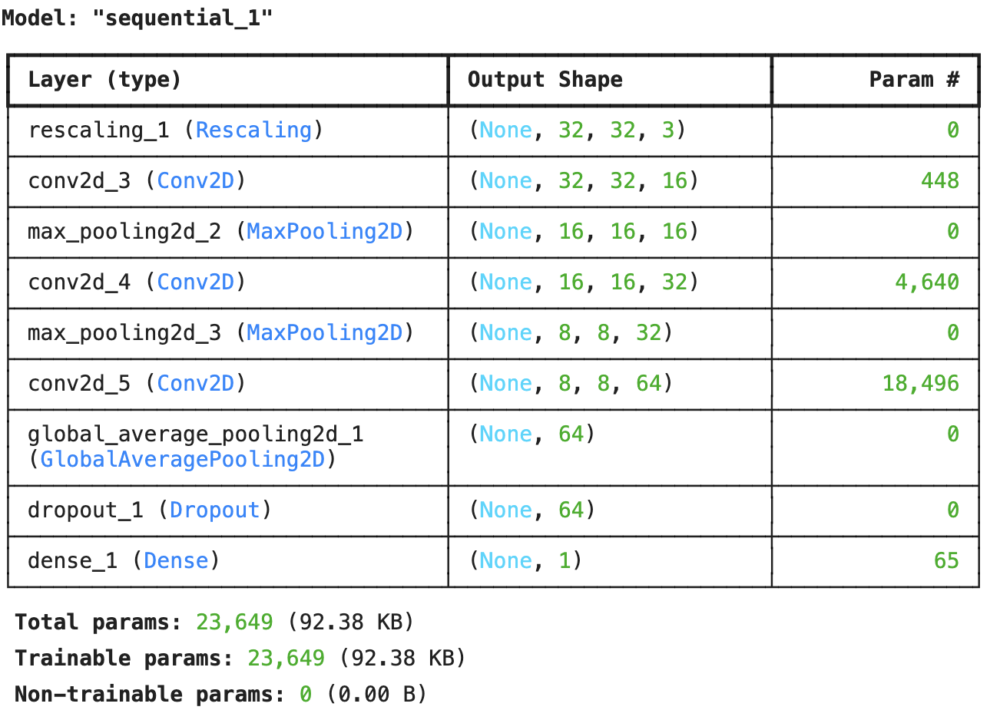 Model: "sequential_1"
Layer (type) Output Shape Param #
rescaling_1 (Rescaling) (None, 32, 32, 3) 0
conv2d_3 (Conv2D) (None, 32, 32, 16) 448
max_pooling2d_2 (MaxPooling2D) (None, 16, 16, 16) 0
conv2d_4 (Conv2D) (None, 16, 16, 32) 4,640
max_pooling2d_3 (MaxPooling2D) (None, 8, 8, 32) 0
conv2d_5 (Conv2D) (None, 8, 8, 64) 18,496
global_average_pooling2d_1 (None, 64) 0
(GlobalAveragePooling2D)
dropout_1 (Dropout) (None, 64) 0
dense_1 (Dense) (None, 1) 65
Total params: 23,649 (92.38 KB)
Trainable params: 23,649 (92.38 KB)
Non-trainable params: 0 (0.00 B)